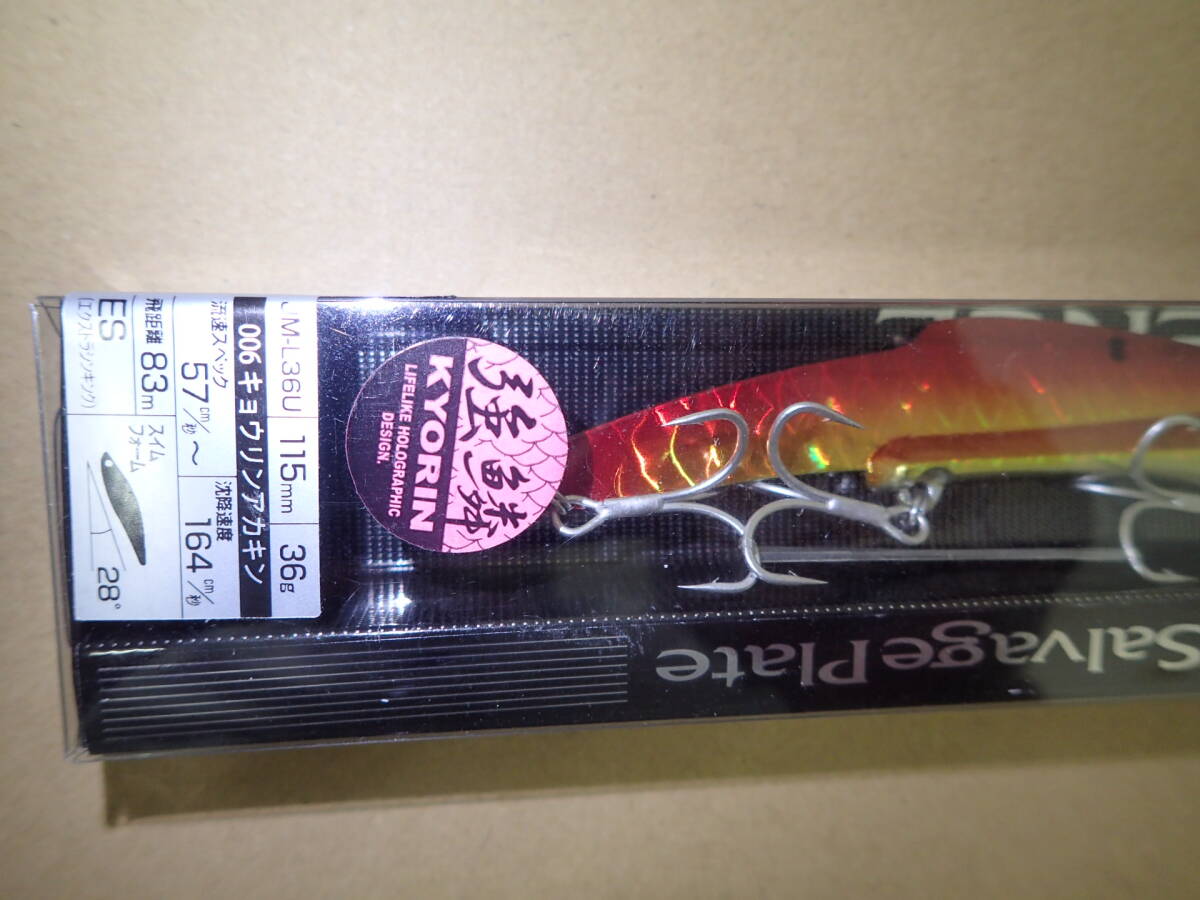 JM-L36U 115mm 36g
006 キョウリンアカキン
流速スペック 57cm/秒～
沈降速度 164cm/秒
飛距離 83m
ES
(エクストラシンキング)
スイム
フォーム
28°
強鱗
KYORIN
LIFELIKE HOLOGRAPHIC
DESIGN.
Salvage Plate